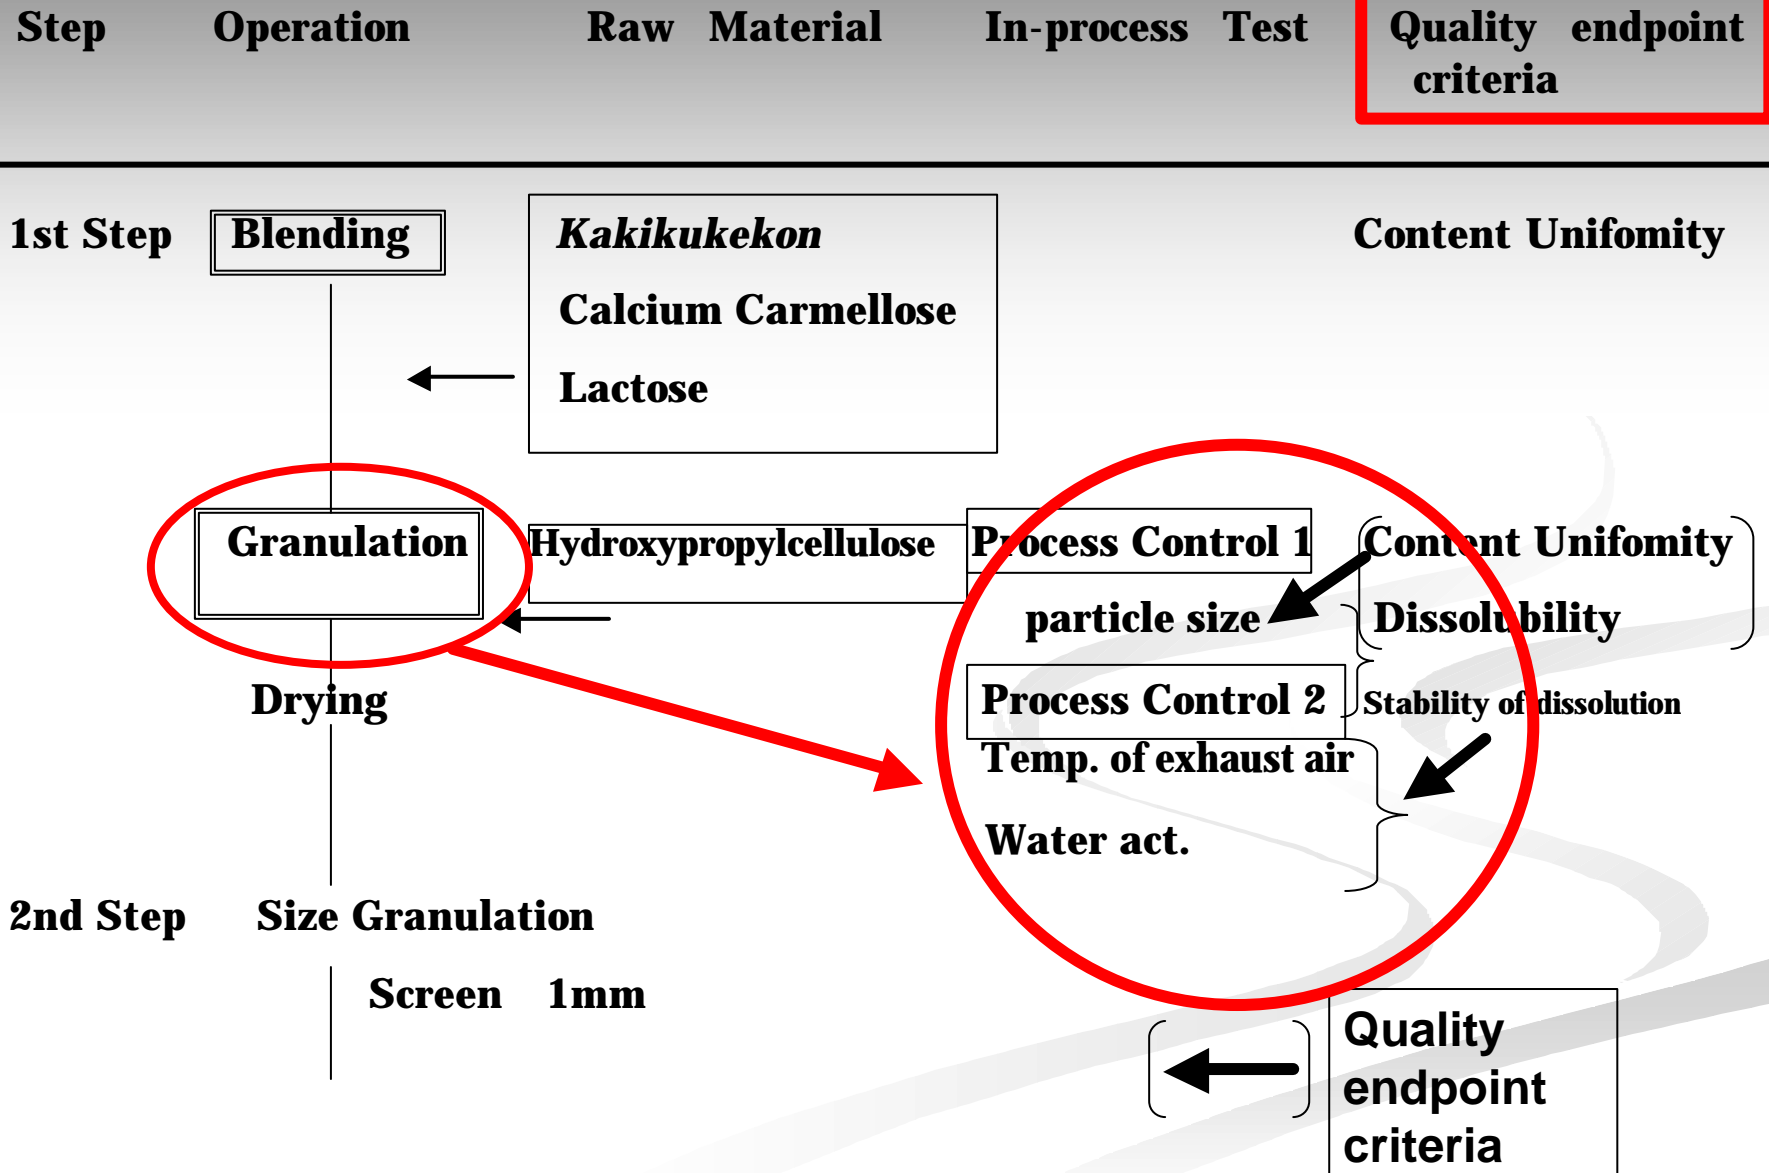 Step Operation Raw Material In-process Test Quality endpoint
criteria
1st Step Blending Kakikukekon Content Unifomity
Calcium Carmellose
Lactose
Granulation Hydroxypropylcellulose Process Control 1 Content Unifomity
particle size Dissolubility
Drying Process Control 2 Stability of dissolution
Temp. of exhaust air
Water act.
2nd Step Size Granulation
Screen 1mm
Quality
endpoint
criteria